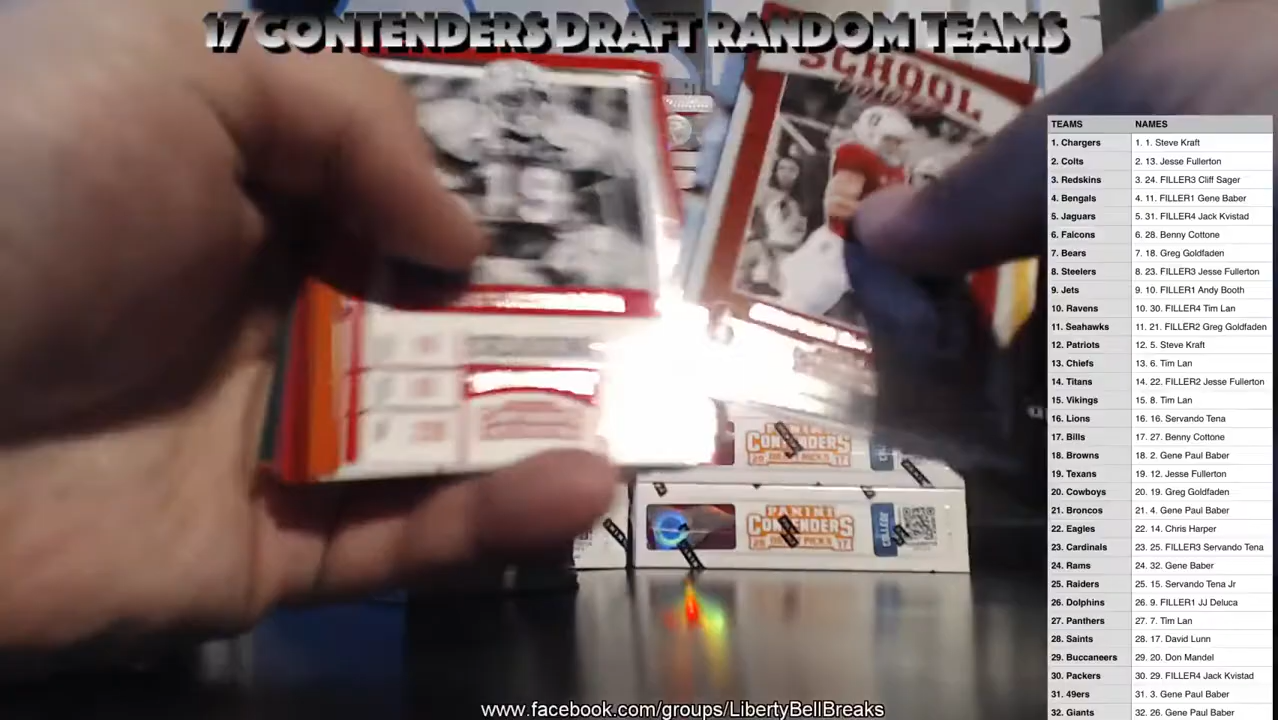 17 CONTENDERS DRAFT RANDOM TEAMS
SCHOOL
19
TEAMS NAMES
1. Chargers 1. 1. Steve Kraft
2. Colts 2. 13. Jesse Fullerton
3. Redskins 3. 24. FILLER3 Cliff Sager
4. Bengals 4. 11. FILLER1 Gene Baber
5. Jaguars 5. 31. FILLER4 Jack Kvistad
6. Falcons 6. 28. Benny Cottone
7. Bears 7. 18. Greg Goldfaden
8. Steelers 8. 23. FILLER3 Jesse Fullerton
9. Jets 9. 10. FILLER1 Andy Booth
10. Ravens 10. 30. FILLER4 Tim Lan
11. Seahawks 11. 21. FILLER2 Greg Goldfaden
12. Patriots 12. 5. Steve Kraft
13. Chiefs 13. 6. Tim Lan
14. Titans 14. 22. FILLER2 Jesse Fullerton
15. Vikings 15. 8. Tim Lan
16. Lions 16. 16. Servando Tena
17. Bills 17. 27. Benny Cottone
18. Browns 18. 2. Gene Paul Baber
19. Texans 19. 12. Jesse Fullerton
20. Cowboys 20. 19. Greg Goldfaden
21. Broncos 21. 4. Gene Paul Baber
22. Eagles 22. 14. Chris Harper
23. Cardinals 23. 25. FILLER3 Servando Tena
24. Rams 24. 32. Gene Baber
25. Raiders 25. 15. Servando Tena Jr
26. Dolphins 26. 9. FILLER1 JJ Deluca
27. Panthers 27. 7. Tim Lan
28. Saints 28. 17. David Lunn
29. Buccaneers 29. 20. Don Mandel
30. Packers 30. 29. FILLER4 Jack Kvistad
31. 49ers 31. 3. Gene Paul Baber
32. Giants 32. 26. Gene Paul Baber
CONTENDERS
20 DRAFT PICKS 17
PANINI
CONTENDERS
20 DRAFT PICKS 17
COLLEGE
www.facebook.com/groups/LibertyBellBreaks